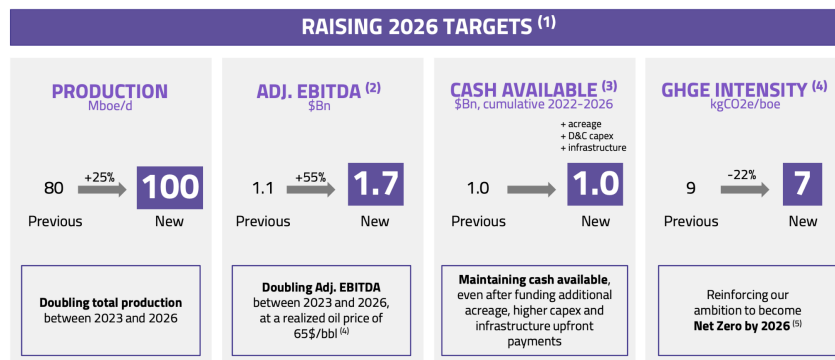 RAISING 2026 TARGETS (1)
PRODUCTION
Mboe/d
80
+25%
100
Previous
New
Doubling total production
between 2023 and 2026
ADJ. EBITDA (2)
$Bn
1.1
+55%
1.7
Previous
New
Doubling Adj. EBITDA
between 2023 and 2026,
at a realized oil price of
65$/bbl (4)
CASH AVAILABLE (3)
$Bn, cumulative 2022-2026
+ acreage
+ D&C capex
+ infrastructure
1.0
1.0
Previous
New
Maintaining cash available,
even after funding additional
acreage, higher capex and
infrastructure upfront
payments
GHGE INTENSITY (4)
kgCO2e/boe
9
-22%
7
Previous
New
Reinforcing our
ambition to become
Net Zero by 2026 (5)